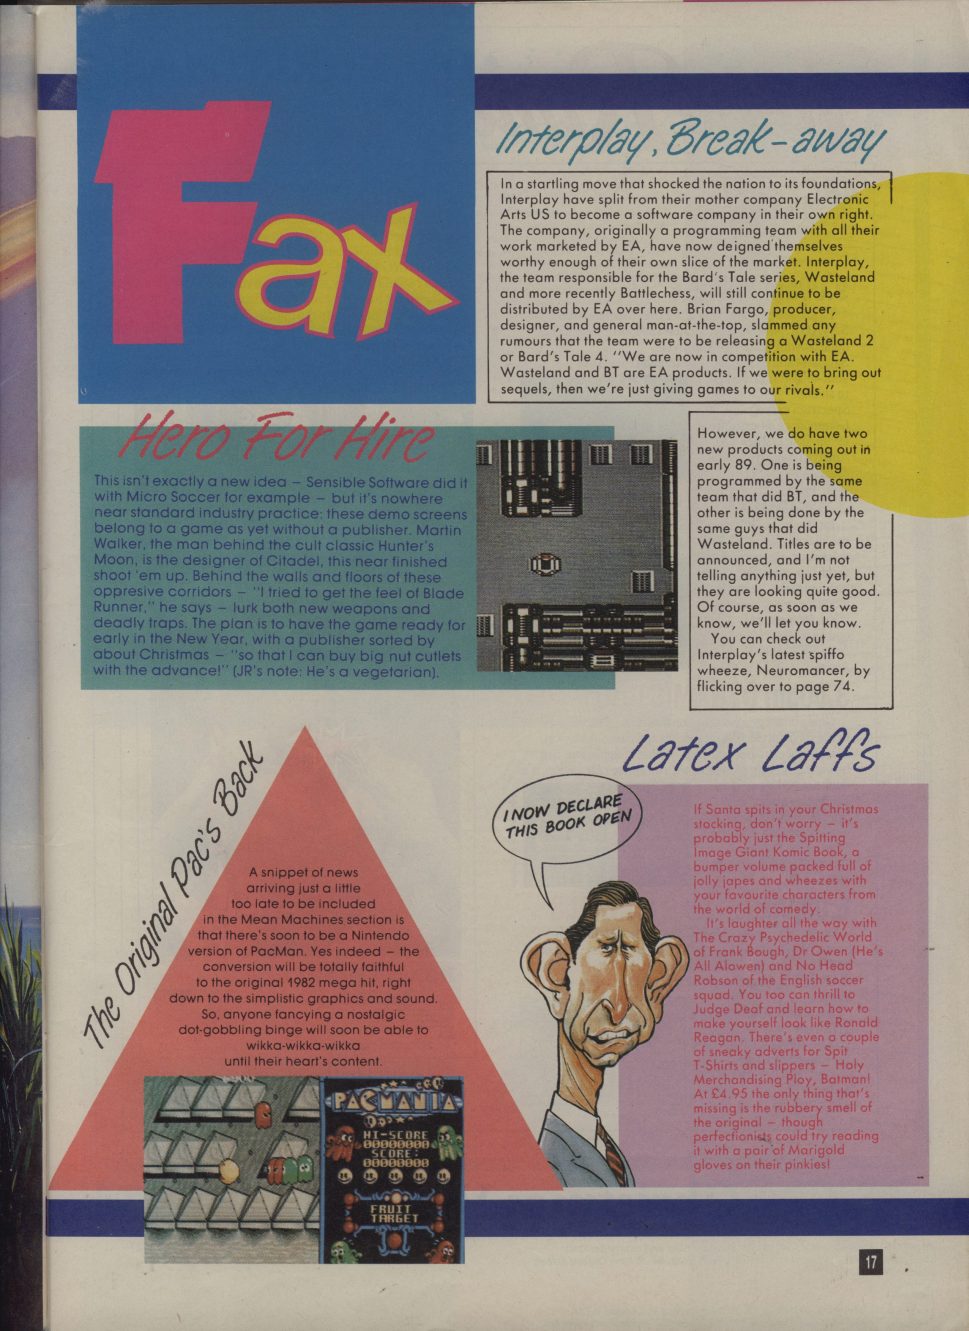 Fax
Interplay, Break-away
In a startling move that shocked the nation to its foundations,
Interplay have split from their mother company Electronic
Arts US to become a software company in their own right.
The company, originally a programming team with all their
work marketed by EA, have now deigned themselves
worthy enough of their own slice of the market. Interplay,
the team responsible for the Bard's Tale series, Wasteland
and more recently Battlechess, will still continue to be
distributed by EA over here. Brian Fargo, producer,
designer, and general man-at-the-top, slammed any
rumours that the team were to be releasing a Wasteland 2
or Bard's Tale 4. "We are now in competition with EA.
Wasteland and BT are EA products. If we were to bring out
sequels, then we're just giving games to our rivals."
However, we do have two
new products coming out in
early 89. One is being
programmed by the same
team that did BT, and the
other is being done by the
same guys that did
Wasteland. Titles are to be
announced, and I'm not
telling anything just yet, but
they are looking quite good.
Of course, as soon as we
know, we'll let you know.
You can check out
Interplay's latest spiffo
wheeze, Neuromancer, by
flicking over to page 74.
Hero For Hire
This isn't exactly a new idea – Sensible Software did it
with Micro Soccer for example – but it's nowhere
near standard industry practice: these demo screens
belong to a game as yet without a publisher. Martin
Walker, the man behind the cult classic Hunter's
Moon, is the designer of Citadel, this near finished
shoot 'em up. Behind the walls and floors of these
oppresive corridors – "I tried to get the feel of Blade
Runner," he says – lurk both new weapons and
deadly traps. The plan is to have the game ready for
early in the New Year, with a publisher sorted by
about Christmas – "so that I can buy big nut cutlets
with the advance!" (JR's note: He's a vegetarian).
The Original Pac's Back
A snippet of news
arriving just a little
too late to be included
in the Mean Machines section is
that there's soon to be a Nintendo
version of PacMan. Yes indeed – the
conversion will be totally faithful
to the original 1982 mega hit, right
down to the simplistic graphics and sound.
So, anyone fancying a nostalgic
dot-gobbling binge will soon be able to
wikka-wikka-wikka
until their heart's content.
PACMANIA
HI-SCORE
00000000
SCORE:
00000000
FRUIT
TARGET
Latex Laffs
I NOW DECLARE
THIS BOOK OPEN
If Santa spits in your Christmas
stocking, don't worry – it's
probably just the Spitting
Image Giant Komic Book, a
bumper volume packed full of
jolly japes and wheezes with
your favourite characters from
the world of comedy.
It's laughter all the way with
The Crazy Psychedelic World
of Frank Bough, Dr Owen (He's
All Alowen) and No Head
Robson of the English soccer
squad. You too can thrill to
Judge Deaf and learn how to
make yourself look like Ronald
Reagan. There's even a couple
of sneaky adverts for Spit
T-Shirts and slippers – Holy
Merchandising Ploy, Batman!
At £4.95 the only thing that's
missing is the rubbery smell of
the original – though
perfectionists could try reading
it with a pair of Marigold
gloves on their pinkies!
17